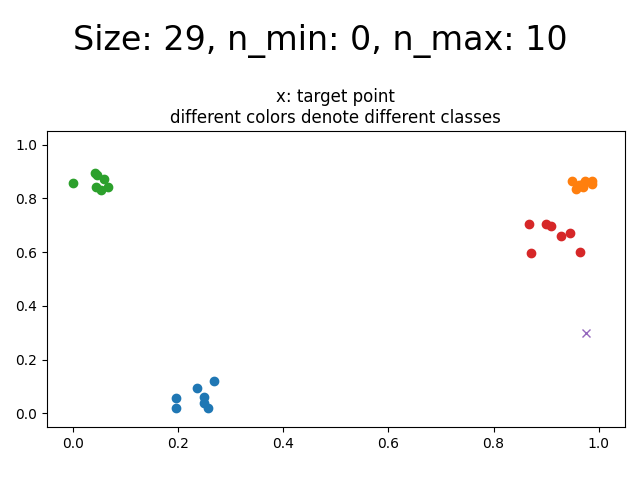 Size: 29, n_min: 0, n_max: 10
x: target point
different colors denote different classes
1.0
0.8
0.6
0.4
0.2
0.0
0.0 0.2 0.4 0.6 0.8 1.0